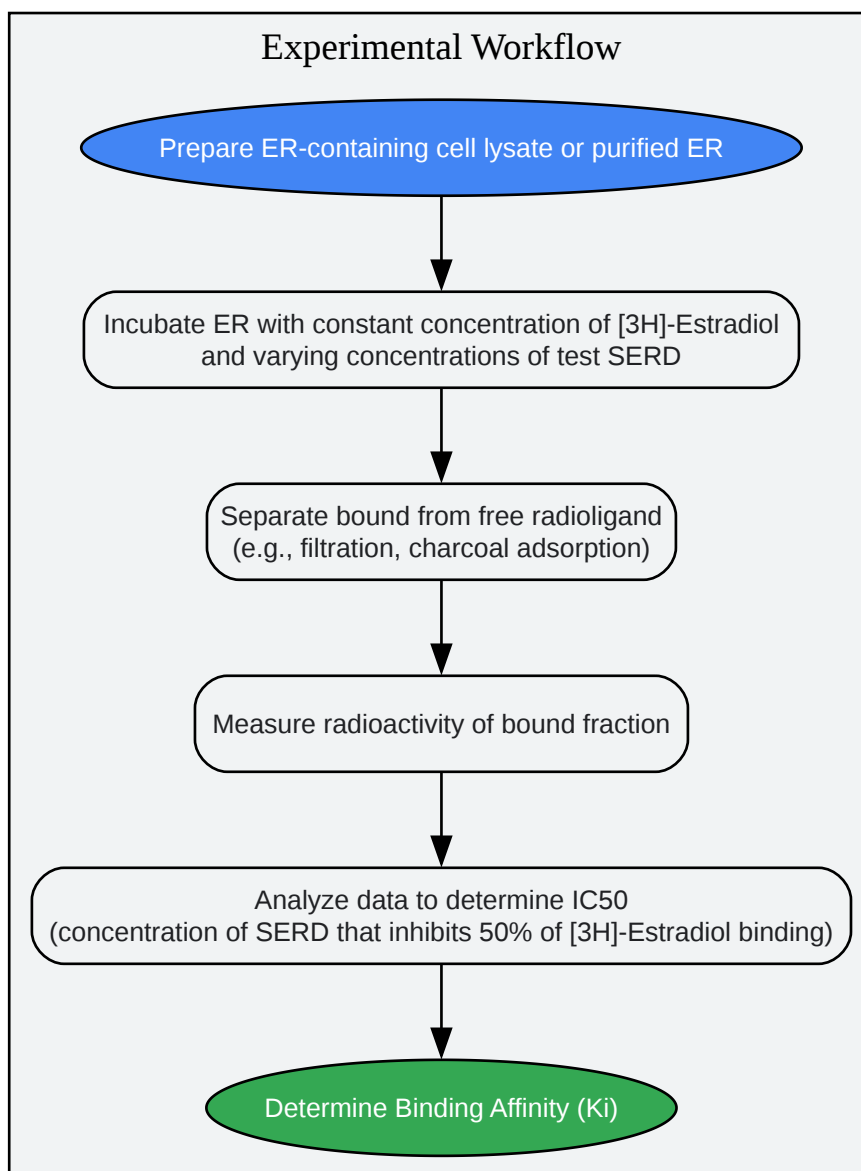 Experimental Workflow
Prepare ER-containing cell lysate or purified ER
Incubate ER with constant concentration of [3H]-Estradiol
and varying concentrations of test SERD
Separate bound from free radioligand
(e.g., filtration, charcoal adsorption)
Measure radioactivity of bound fraction
Analyze data to determine IC50
(concentration of SERD that inhibits 50% of [3H]-Estradiol binding)
Determine Binding Affinity (Ki)